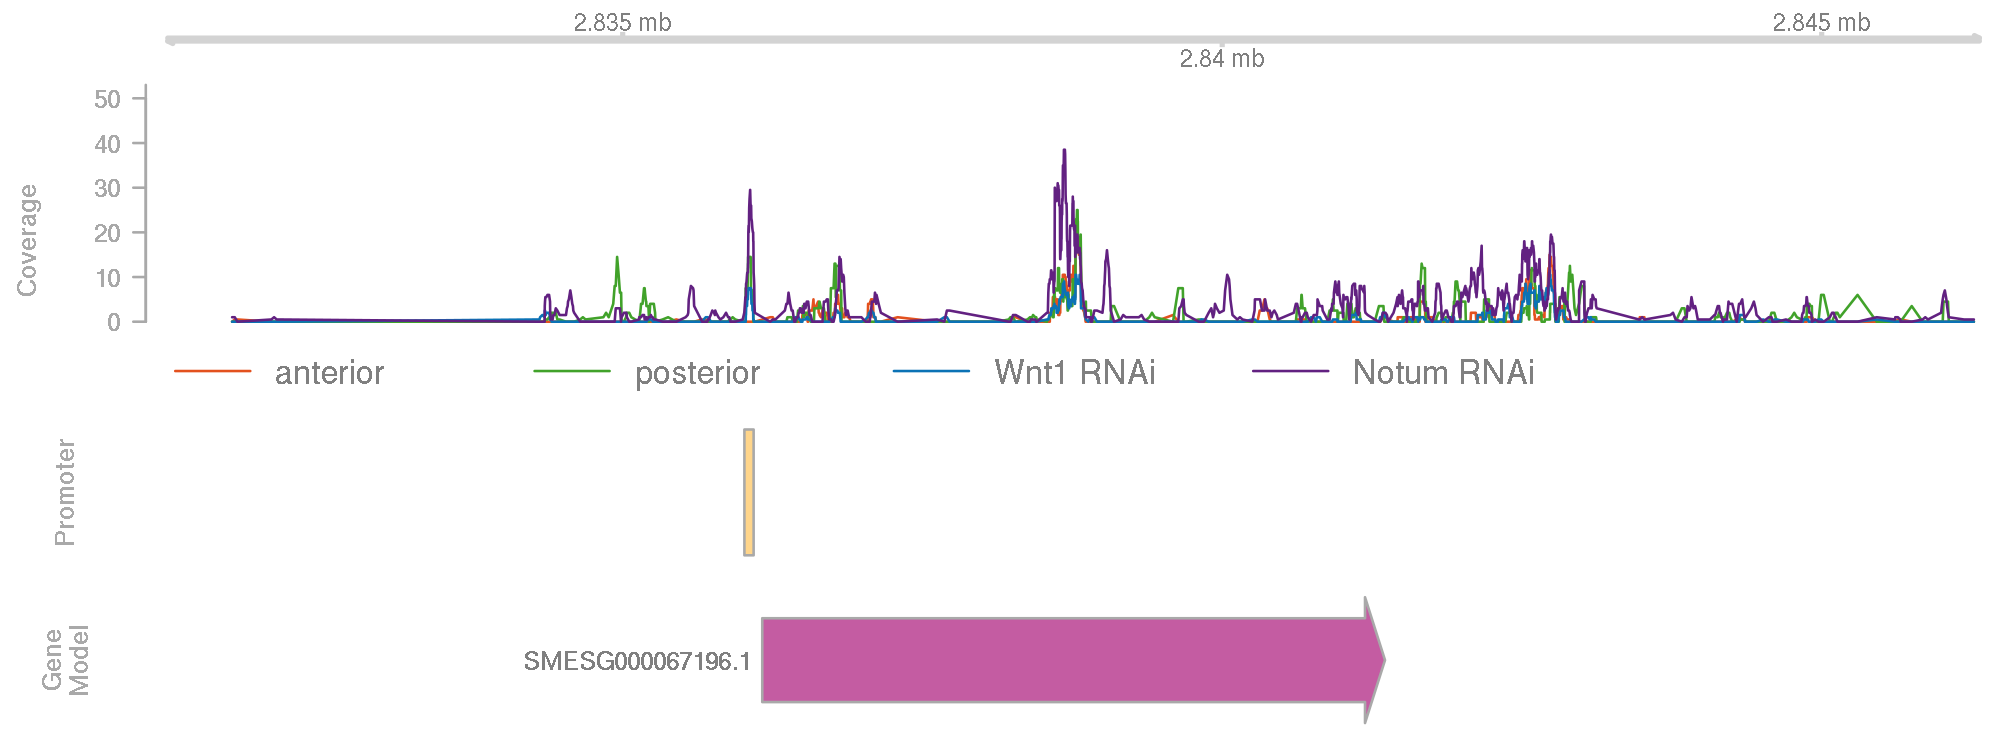 2.835 mb
2.845 mb
2.84 mb
50
40
30
20
10
0
Coverage
anterior posterior Wnt1 RNAi Notum RNAi
Promoter
SMESG000067196.1
Gene
Model